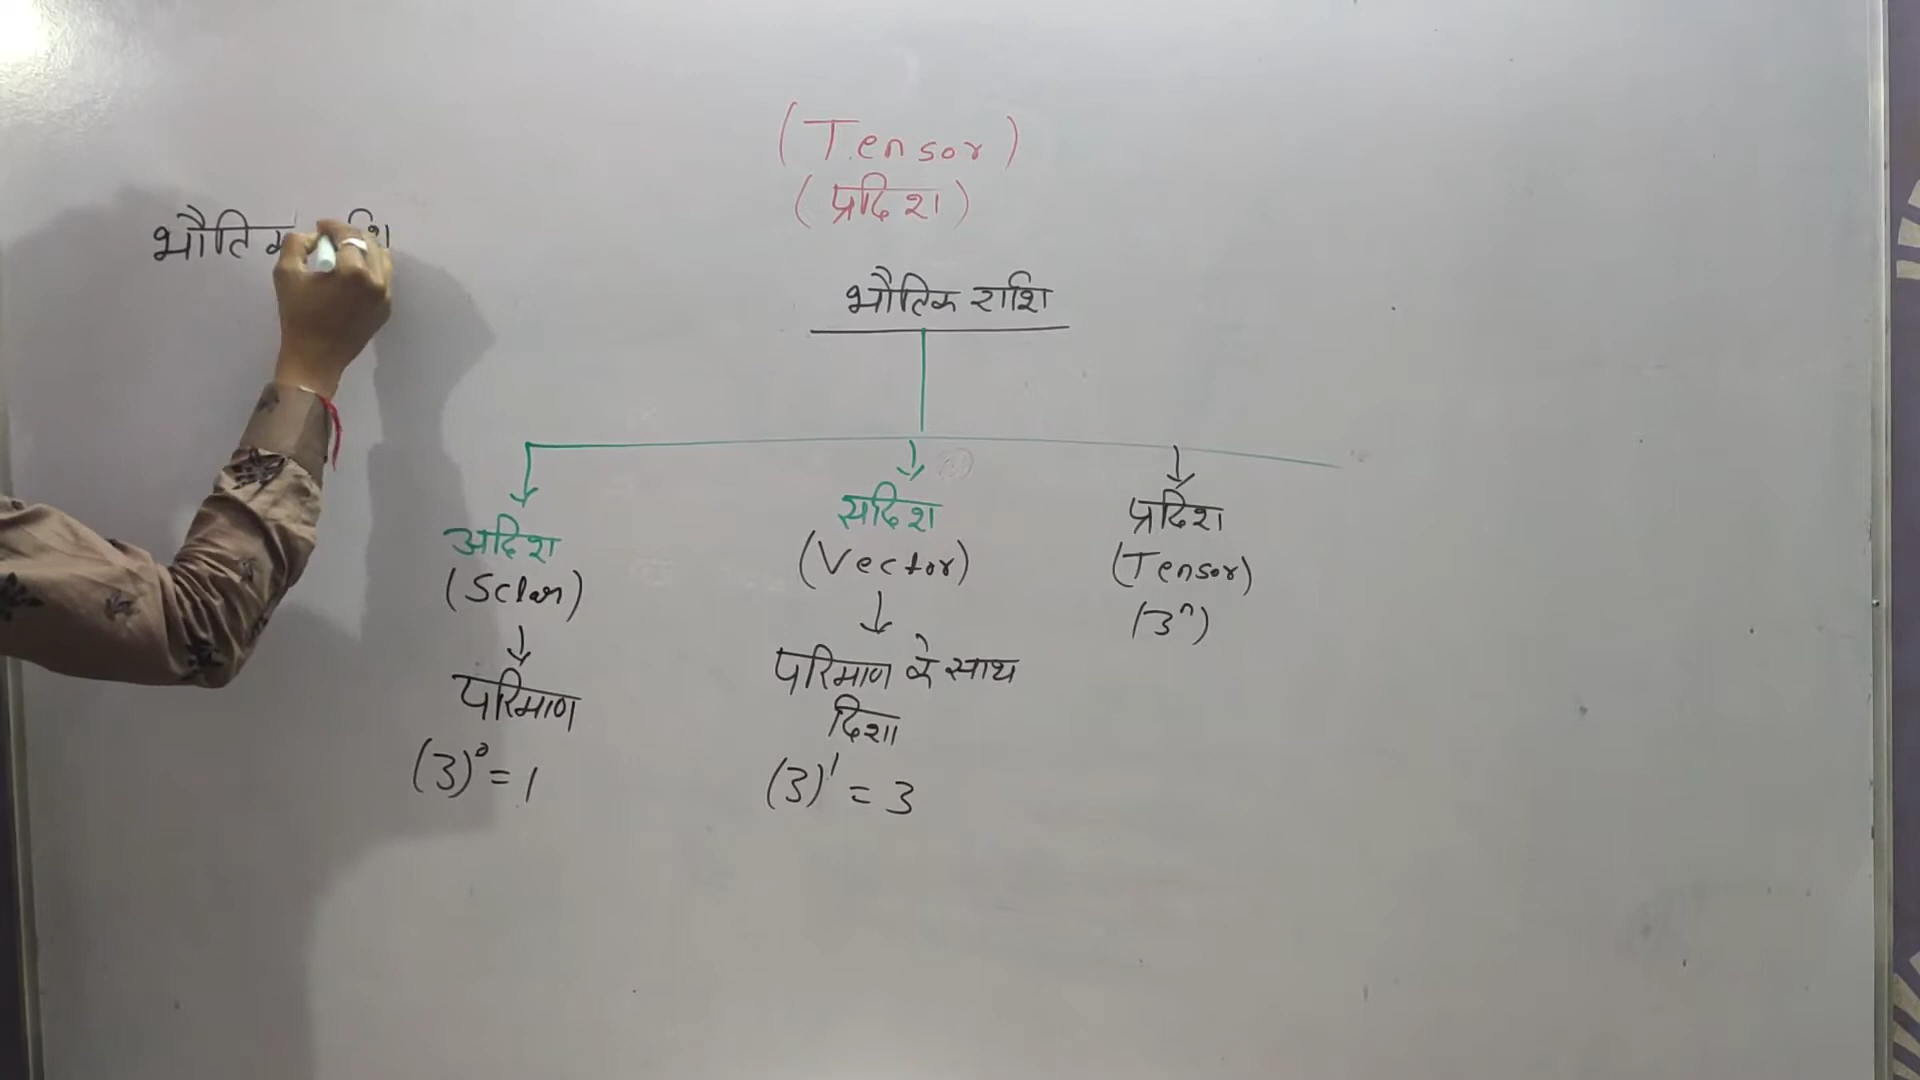 (Tensor)
(प्रदिश)
भौतिक
भौतिक राशि
अदिश
(Sclar)
परिमाण
(3)⁰ = 1
सदिश
(Vector)
परिमाण के साथ
दिशा
(3)¹ = 3
प्रदिश
(Tensor)
(3ⁿ)